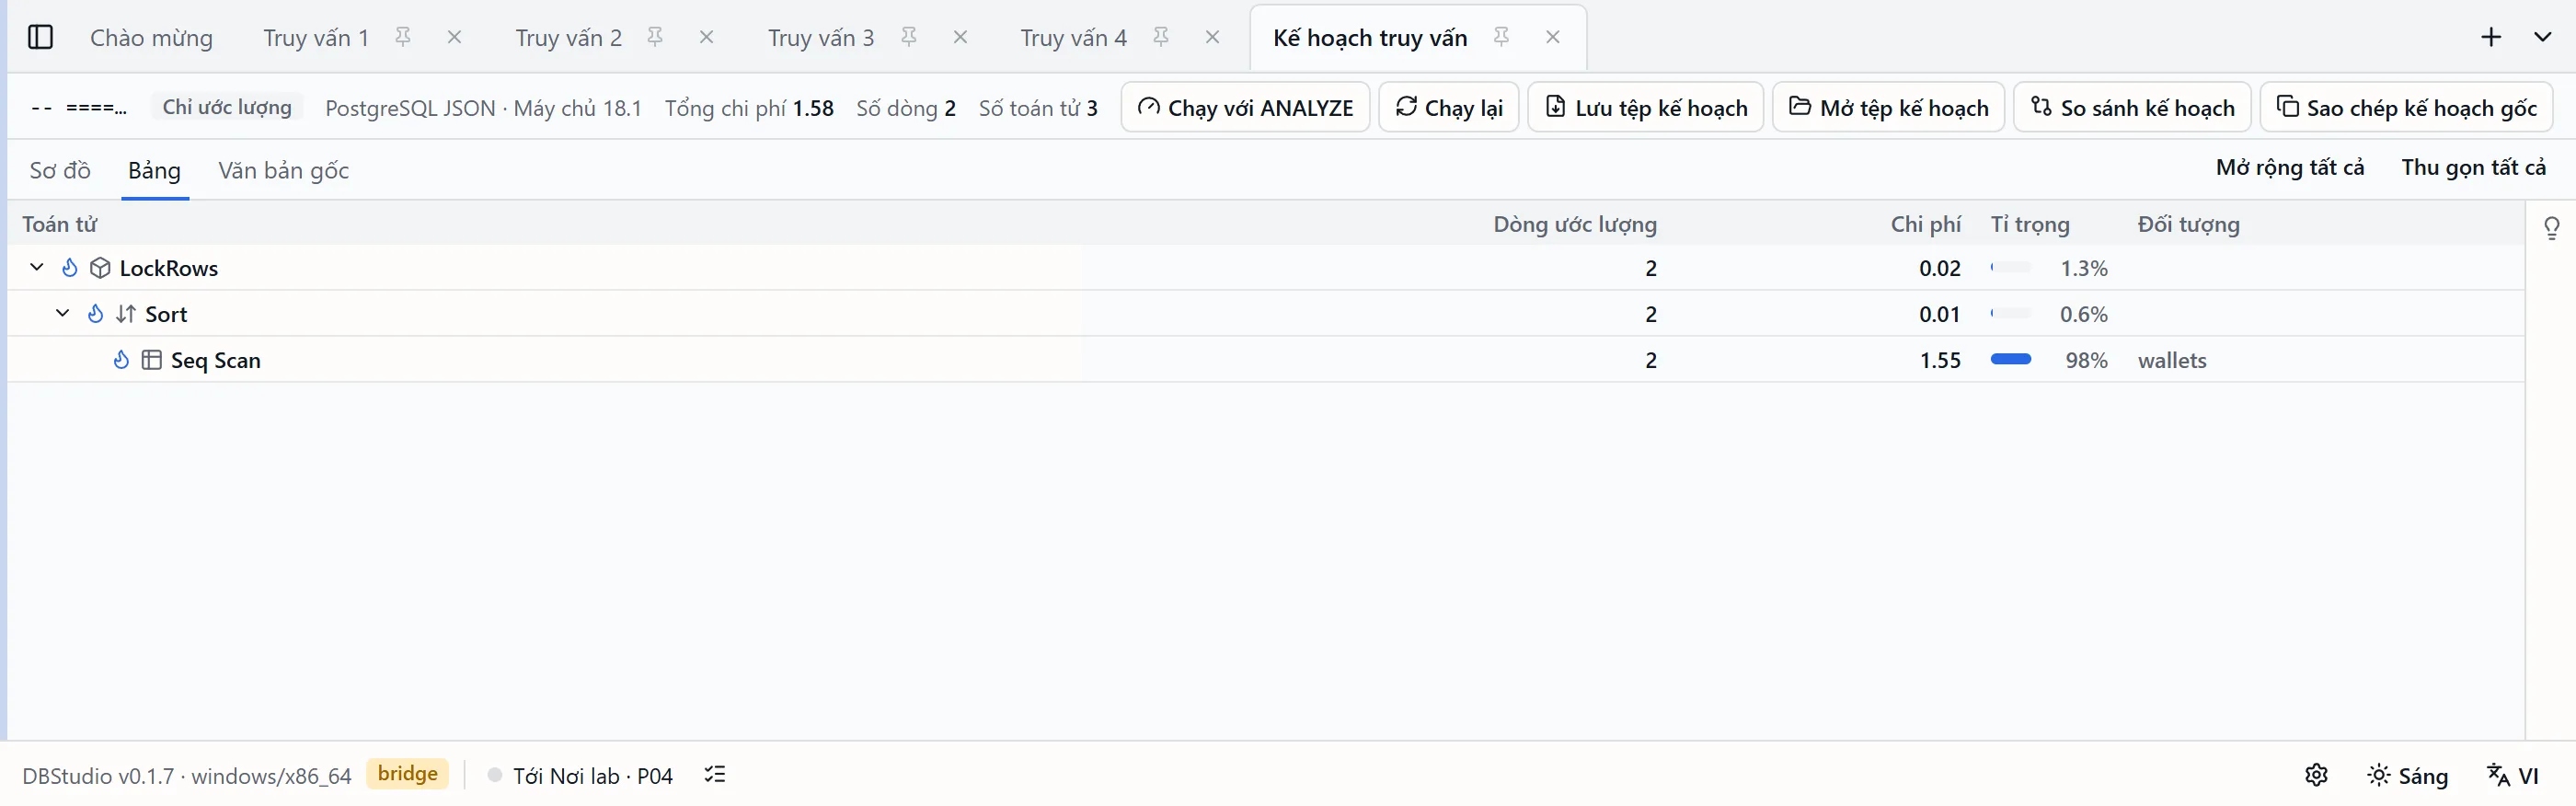 Chào mừng Truy vấn 1 Truy vấn 2 Truy vấn 3 Truy vấn 4 Kế hoạch truy vấn
-- ====… Chỉ ước lượng PostgreSQL JSON · Máy chủ 18.1 Tổng chi phí 1.58 Số dòng 2 Số toán tử 3 Chạy với ANALYZE Chạy lại Lưu tệp kế hoạch Mở tệp kế hoạch So sánh kế hoạch Sao chép kế hoạch gốc
Sơ đồ Bảng Văn bản gốc Mở rộng tất cả Thu gọn tất cả
Toán tử Dòng ước lượng Chi phí Tỉ trọng Đối tượng
LockRows 2 0.02 1.3%
Sort 2 0.01 0.6%
Seq Scan 2 1.55 98% wallets
DBStudio v0.1.7 · windows/x86_64 bridge Tới Nơi lab · P04 Sáng VI